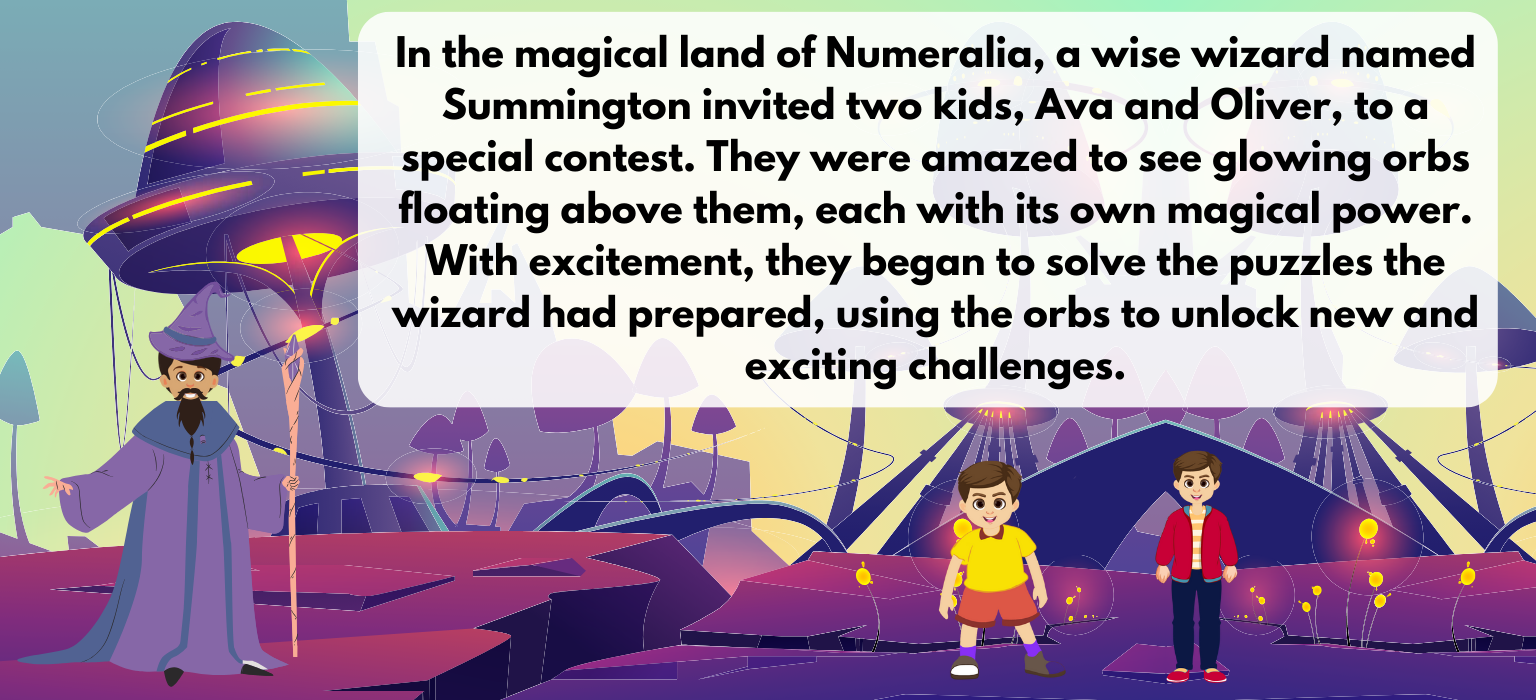 In the magical land of Numeralia, a wise wizard named
Summington invited two kids, Ava and Oliver, to a
special contest. They were amazed to see glowing orbs
floating above them, each with its own magical power.
With excitement, they began to solve the puzzles the
wizard had prepared, using the orbs to unlock new and
exciting challenges.